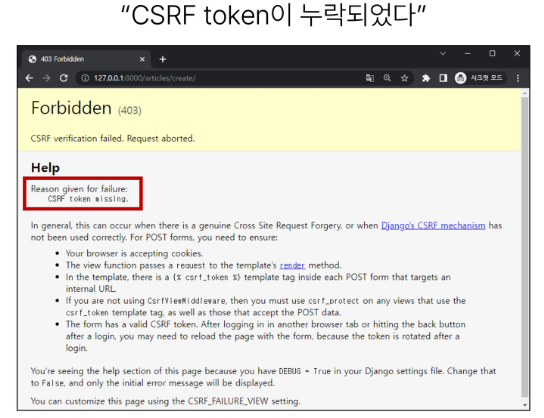 “CSRF token이 누락되었다”
403 Forbidden
127.0.0.1:8000/articles/create/
시크릿 모드
Forbidden (403)
CSRF verification failed. Request aborted.
Help
Reason given for failure:
CSRF token missing.
In general, this can occur when there is a genuine Cross Site Request Forgery, or when Django's CSRF mechanism has
not been used correctly. For POST forms, you need to ensure:
• Your browser is accepting cookies.
• The view function passes a request to the template's render method.
• In the template, there is a {% csrf_token %} template tag inside each POST form that targets an
internal URL.
• If you are not using CsrfViewMiddleware, then you must use csrf_protect on any views that use the
csrf_token template tag, as well as those that accept the POST data.
• The form has a valid CSRF token. After logging in in another browser tab or hitting the back button
after a login, you may need to reload the page with the form, because the token is rotated after a
login.
You're seeing the help section of this page because you have DEBUG = True in your Django settings file. Change that
to False, and only the initial error message will be displayed.
You can customize this page using the CSRF_FAILURE_VIEW setting.